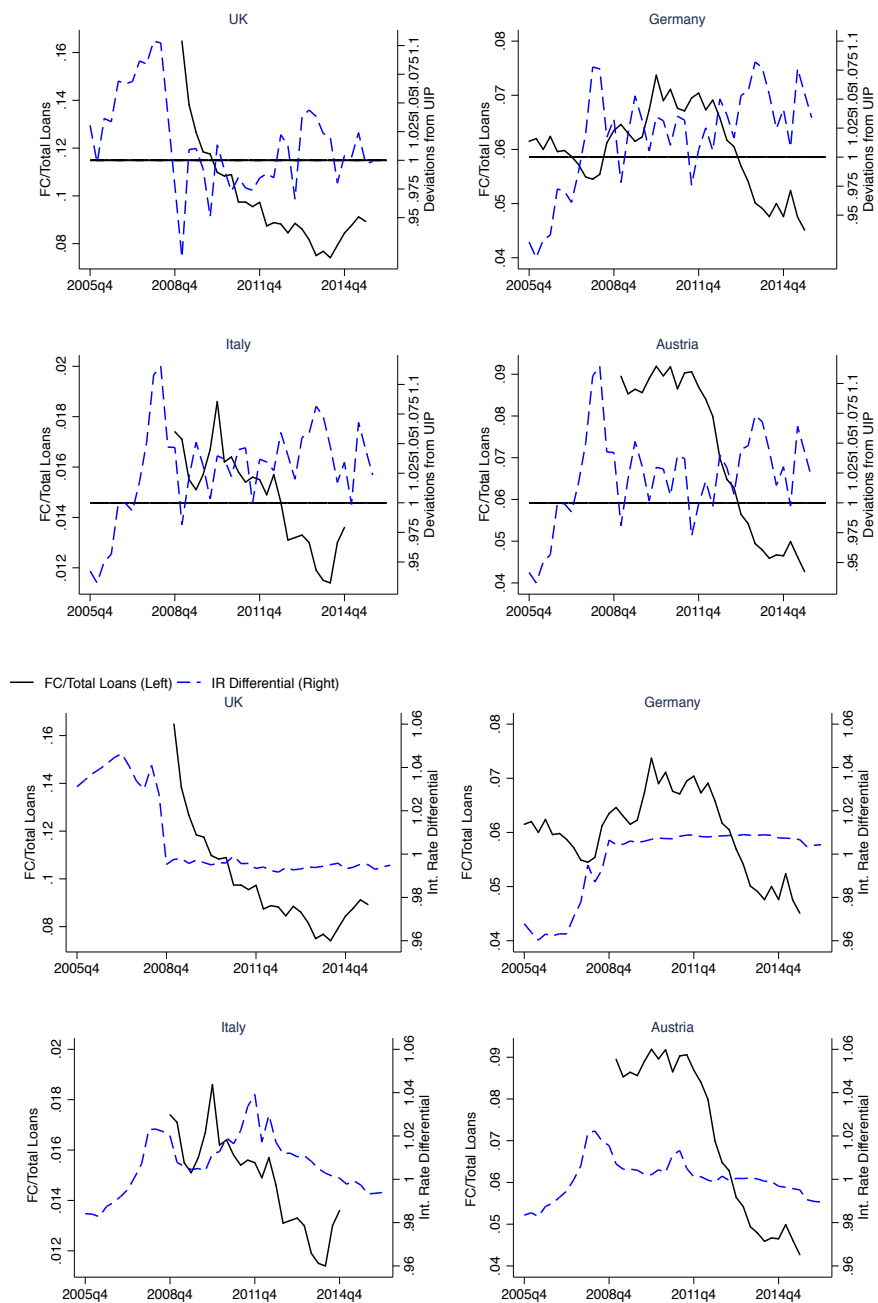 UK
FC/Total Loans
.08 .1 .12 .14 .16
.95 .975 1 1.025 1.05 1.075 1.1
Deviations from UIP
2005q4 2008q4 2011q4 2014q4
Germany
FC/Total Loans
.04 .05 .06 .07 .08
.95 .975 1 1.025 1.05 1.075 1.1
Deviations from UIP
2005q4 2008q4 2011q4 2014q4
Italy
FC/Total Loans
.012 .014 .016 .018 .02
.95 .975 1 1.025 1.05 1.075 1.1
Deviations from UIP
2005q4 2008q4 2011q4 2014q4
Austria
FC/Total Loans
.04 .05 .06 .07 .08 .09
.95 .975 1 1.025 1.05 1.075 1.1
Deviations from UIP
2005q4 2008q4 2011q4 2014q4
FC/Total Loans (Left) IR Differential (Right)
UK
FC/Total Loans
.08 .1 .12 .14 .16
.96 .98 1 1.02 1.04 1.06
Int. Rate Differential
2005q4 2008q4 2011q4 2014q4
Germany
FC/Total Loans
.04 .05 .06 .07 .08
.96 .98 1 1.02 1.04 1.06
Int. Rate Differential
2005q4 2008q4 2011q4 2014q4
Italy
FC/Total Loans
.012 .014 .016 .018 .02
.96 .98 1 1.02 1.04 1.06
Int. Rate Differential
2005q4 2008q4 2011q4 2014q4
Austria
FC/Total Loans
.04 .05 .06 .07 .08 .09
.96 .98 1 1.02 1.04 1.06
Int. Rate Differential
2005q4 2008q4 2011q4 2014q4